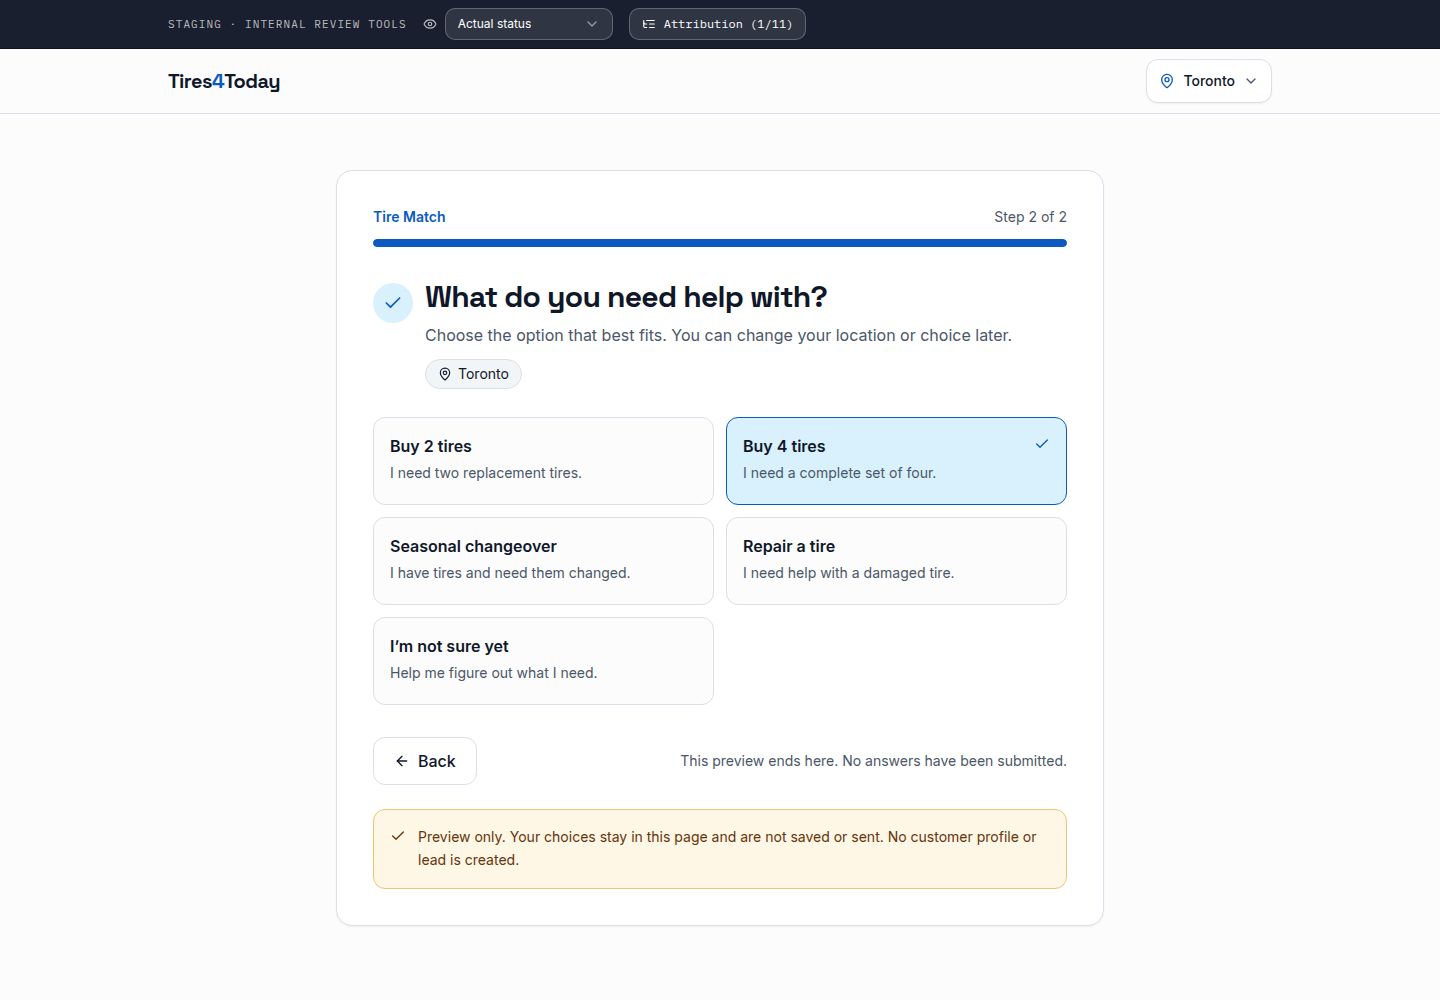 STAGING · INTERNAL REVIEW TOOLS
Actual status
Attribution (1/11)
Tires4Today
Toronto
Tire Match
Step 2 of 2
What do you need help with?
Choose the option that best fits. You can change your location or choice later.
Toronto
Buy 2 tires
I need two replacement tires.
Buy 4 tires
I need a complete set of four.
Seasonal changeover
I have tires and need them changed.
Repair a tire
I need help with a damaged tire.
I’m not sure yet
Help me figure out what I need.
Back
This preview ends here. No answers have been submitted.
Preview only. Your choices stay in this page and are not saved or sent. No customer profile or
lead is created.